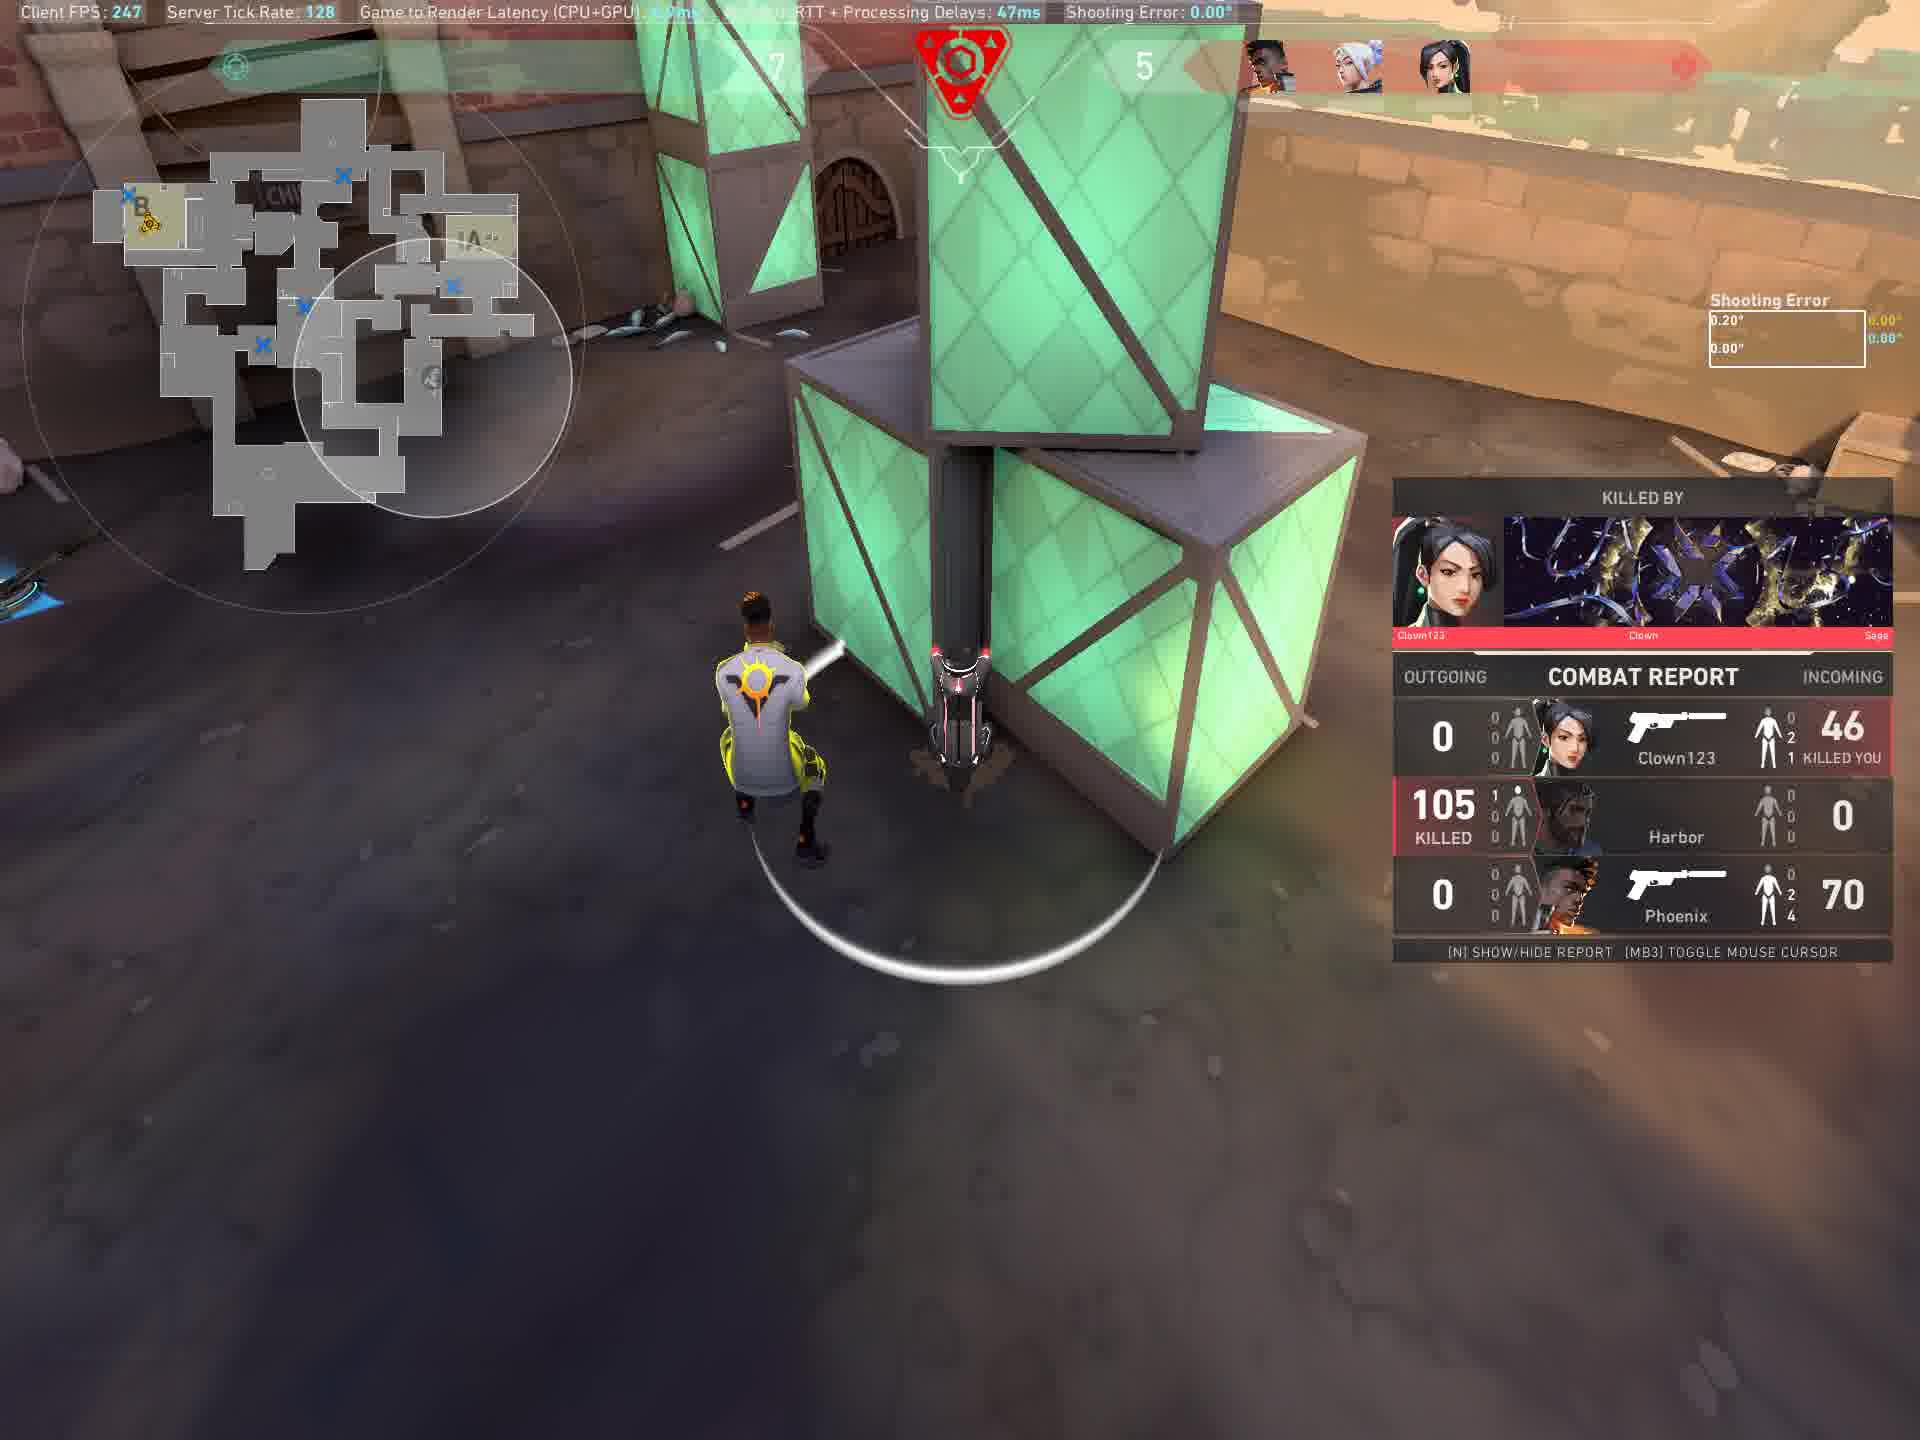 Client FPS: 247 Server Tick Rate: 128 Game to Render Latency (CPU+GPU): RTT + Processing Delays: 47ms Shooting Error: 0.00°
7 5
B
A
Shooting Error
0.20° 0.00°
0.00° 0.00°
KILLED BY
Clown123 Clown Sage
OUTGOING COMBAT REPORT INCOMING
0 0 0 0 Clown123 0 2 1 46 KILLED YOU
105 KILLED 1 0 0 Harbor 0 0 0 0
0 0 0 0 Phoenix 0 2 4 70
[N] SHOW/HIDE REPORT [MB3] TOGGLE MOUSE CURSOR